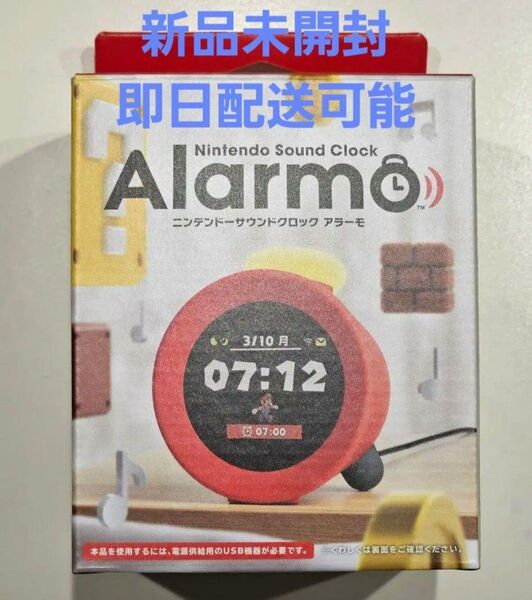 新品未開封
即日配送可能
Nintendo Sound Clock
Alarmo
TM
ニンテンドーサウンドクロック アラーモ
3/10 月
07:12
07:00
本品を使用するには、電源供給用のUSB機器が必要です。 ※くわしくは裏面をご確認ください。